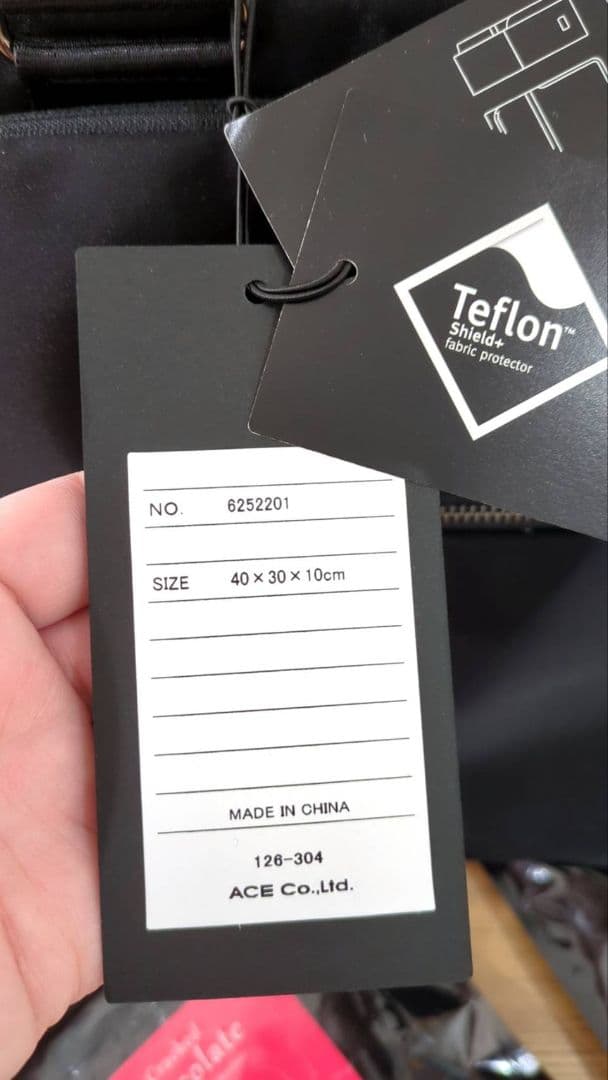 Teflon™
Shield+
fabric protector
NO. 6252201
SIZE 40×30×10cm
MADE IN CHINA
126-304
ACE Co.,Ltd.